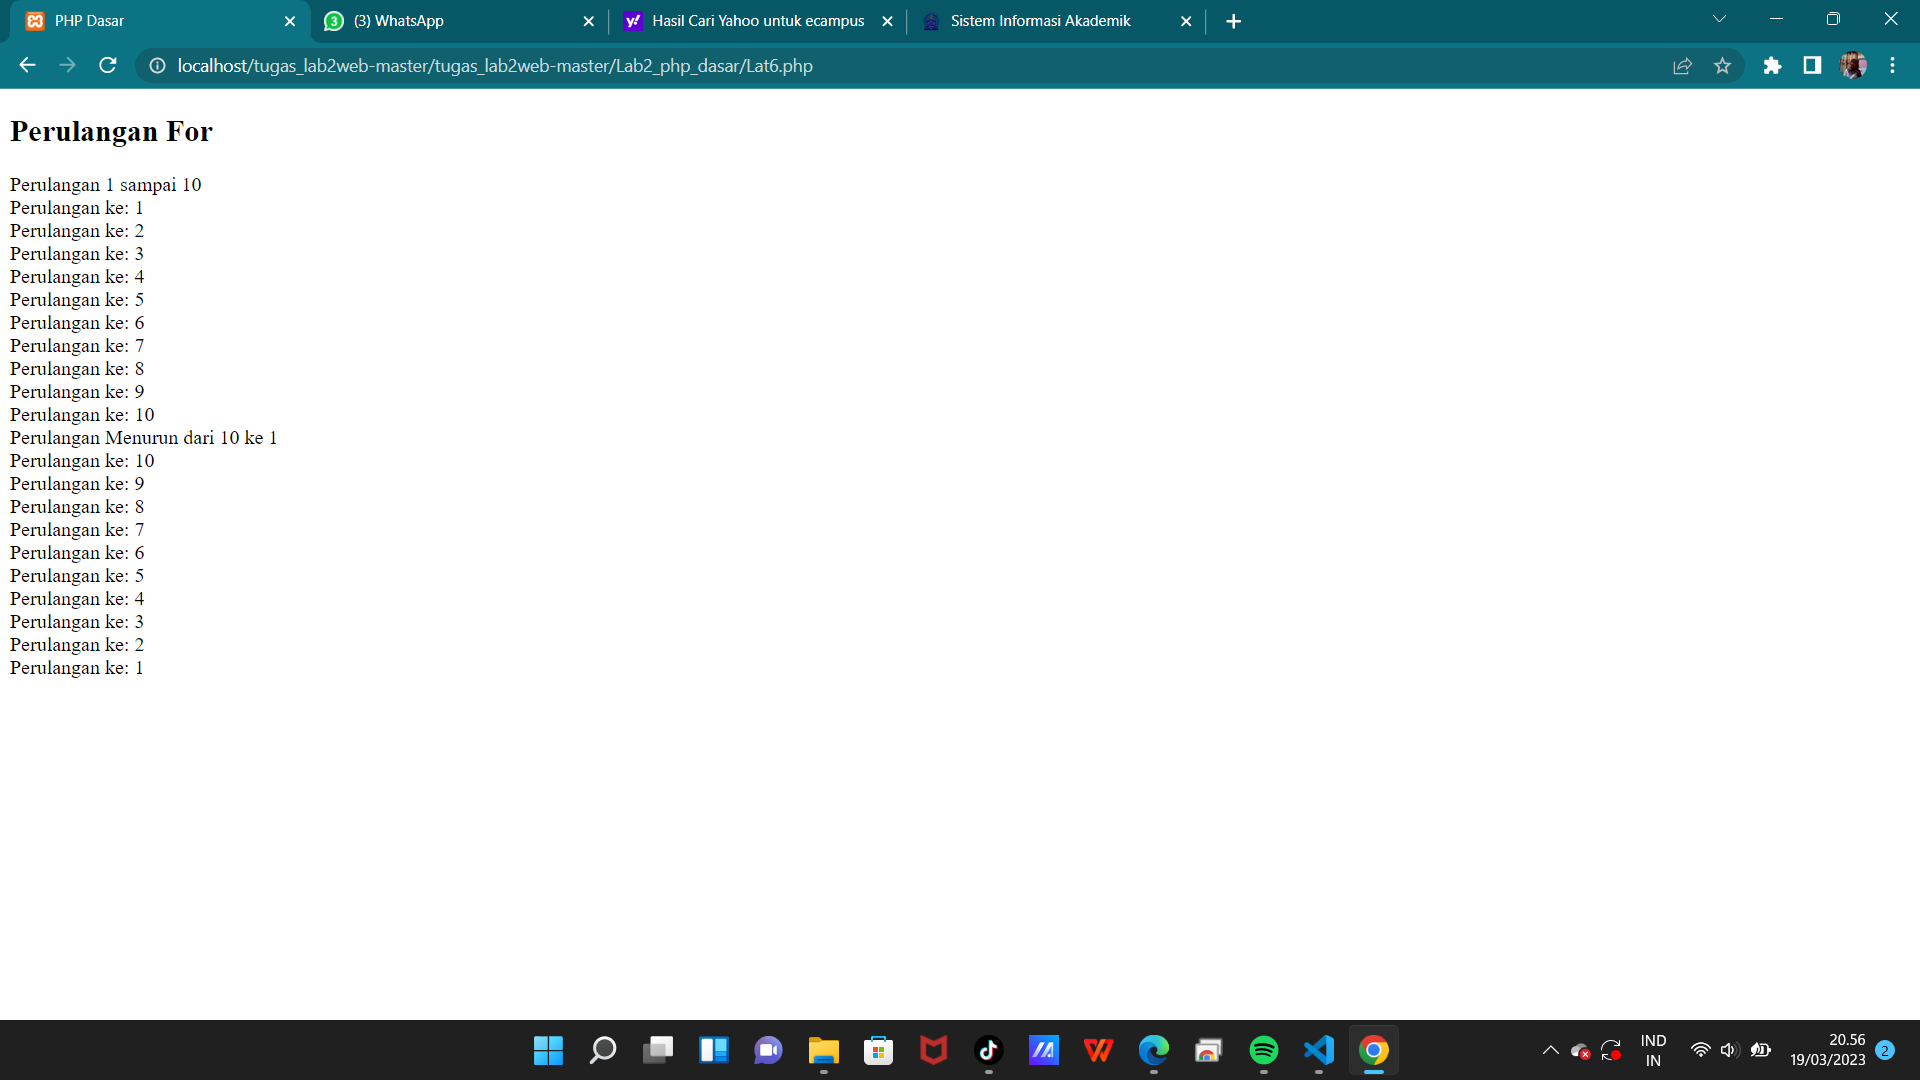 PHP Dasar
3 (3) WhatsApp
y! Hasil Cari Yahoo untuk ecampus
Sistem Informasi Akademik
localhost/tugas_lab2web-master/tugas_lab2web-master/Lab2_php_dasar/Lat6.php
Perulangan For
Perulangan 1 sampai 10
Perulangan ke: 1
Perulangan ke: 2
Perulangan ke: 3
Perulangan ke: 4
Perulangan ke: 5
Perulangan ke: 6
Perulangan ke: 7
Perulangan ke: 8
Perulangan ke: 9
Perulangan ke: 10
Perulangan Menurun dari 10 ke 1
Perulangan ke: 10
Perulangan ke: 9
Perulangan ke: 8
Perulangan ke: 7
Perulangan ke: 6
Perulangan ke: 5
Perulangan ke: 4
Perulangan ke: 3
Perulangan ke: 2
Perulangan ke: 1
IND
IN
20.56
19/03/2023
2